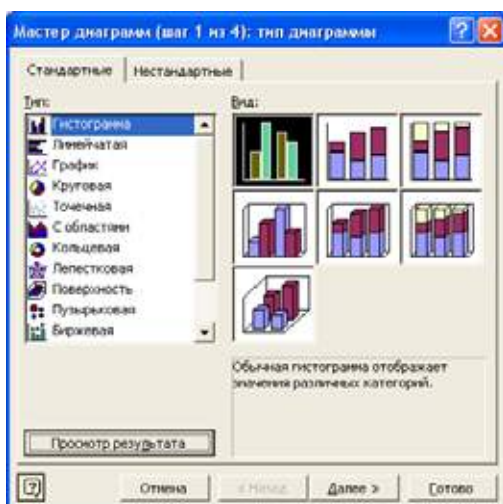 Мастер диаграмм (шаг 1 из 4): тип диаграммы
Стандартные Нестандартные
Тип:
Гистограмма
Линейчатая
График
Круговая
Точечная
С областями
Кольцевая
Лепестковая
Поверхность
Пузырьковая
Биржевая
Вид:
Обычная гистограмма отображает
значения различных категорий.
Просмотр результата
Отмена < Назад Далее > Готово